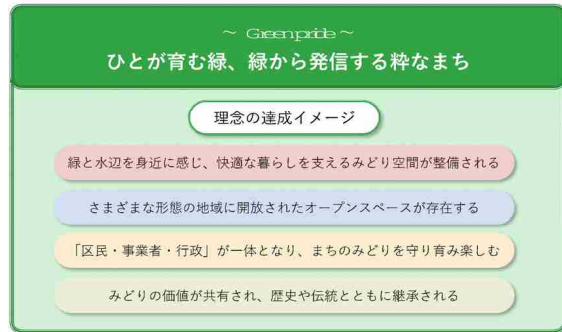 ～ Green pride ～
ひとが育む緑、緑から発信する粋なまち
理念の達成イメージ
緑と水辺を身近に感じ、快適な暮らしを支えるみどり空間が整備される
さまざまな形態の地域に開放されたオープンスペースが存在する
「区民・事業者・行政」が一体となり、まちのみどりを守り育み楽しむ
みどりの価値が共有され、歴史や伝統とともに継承される